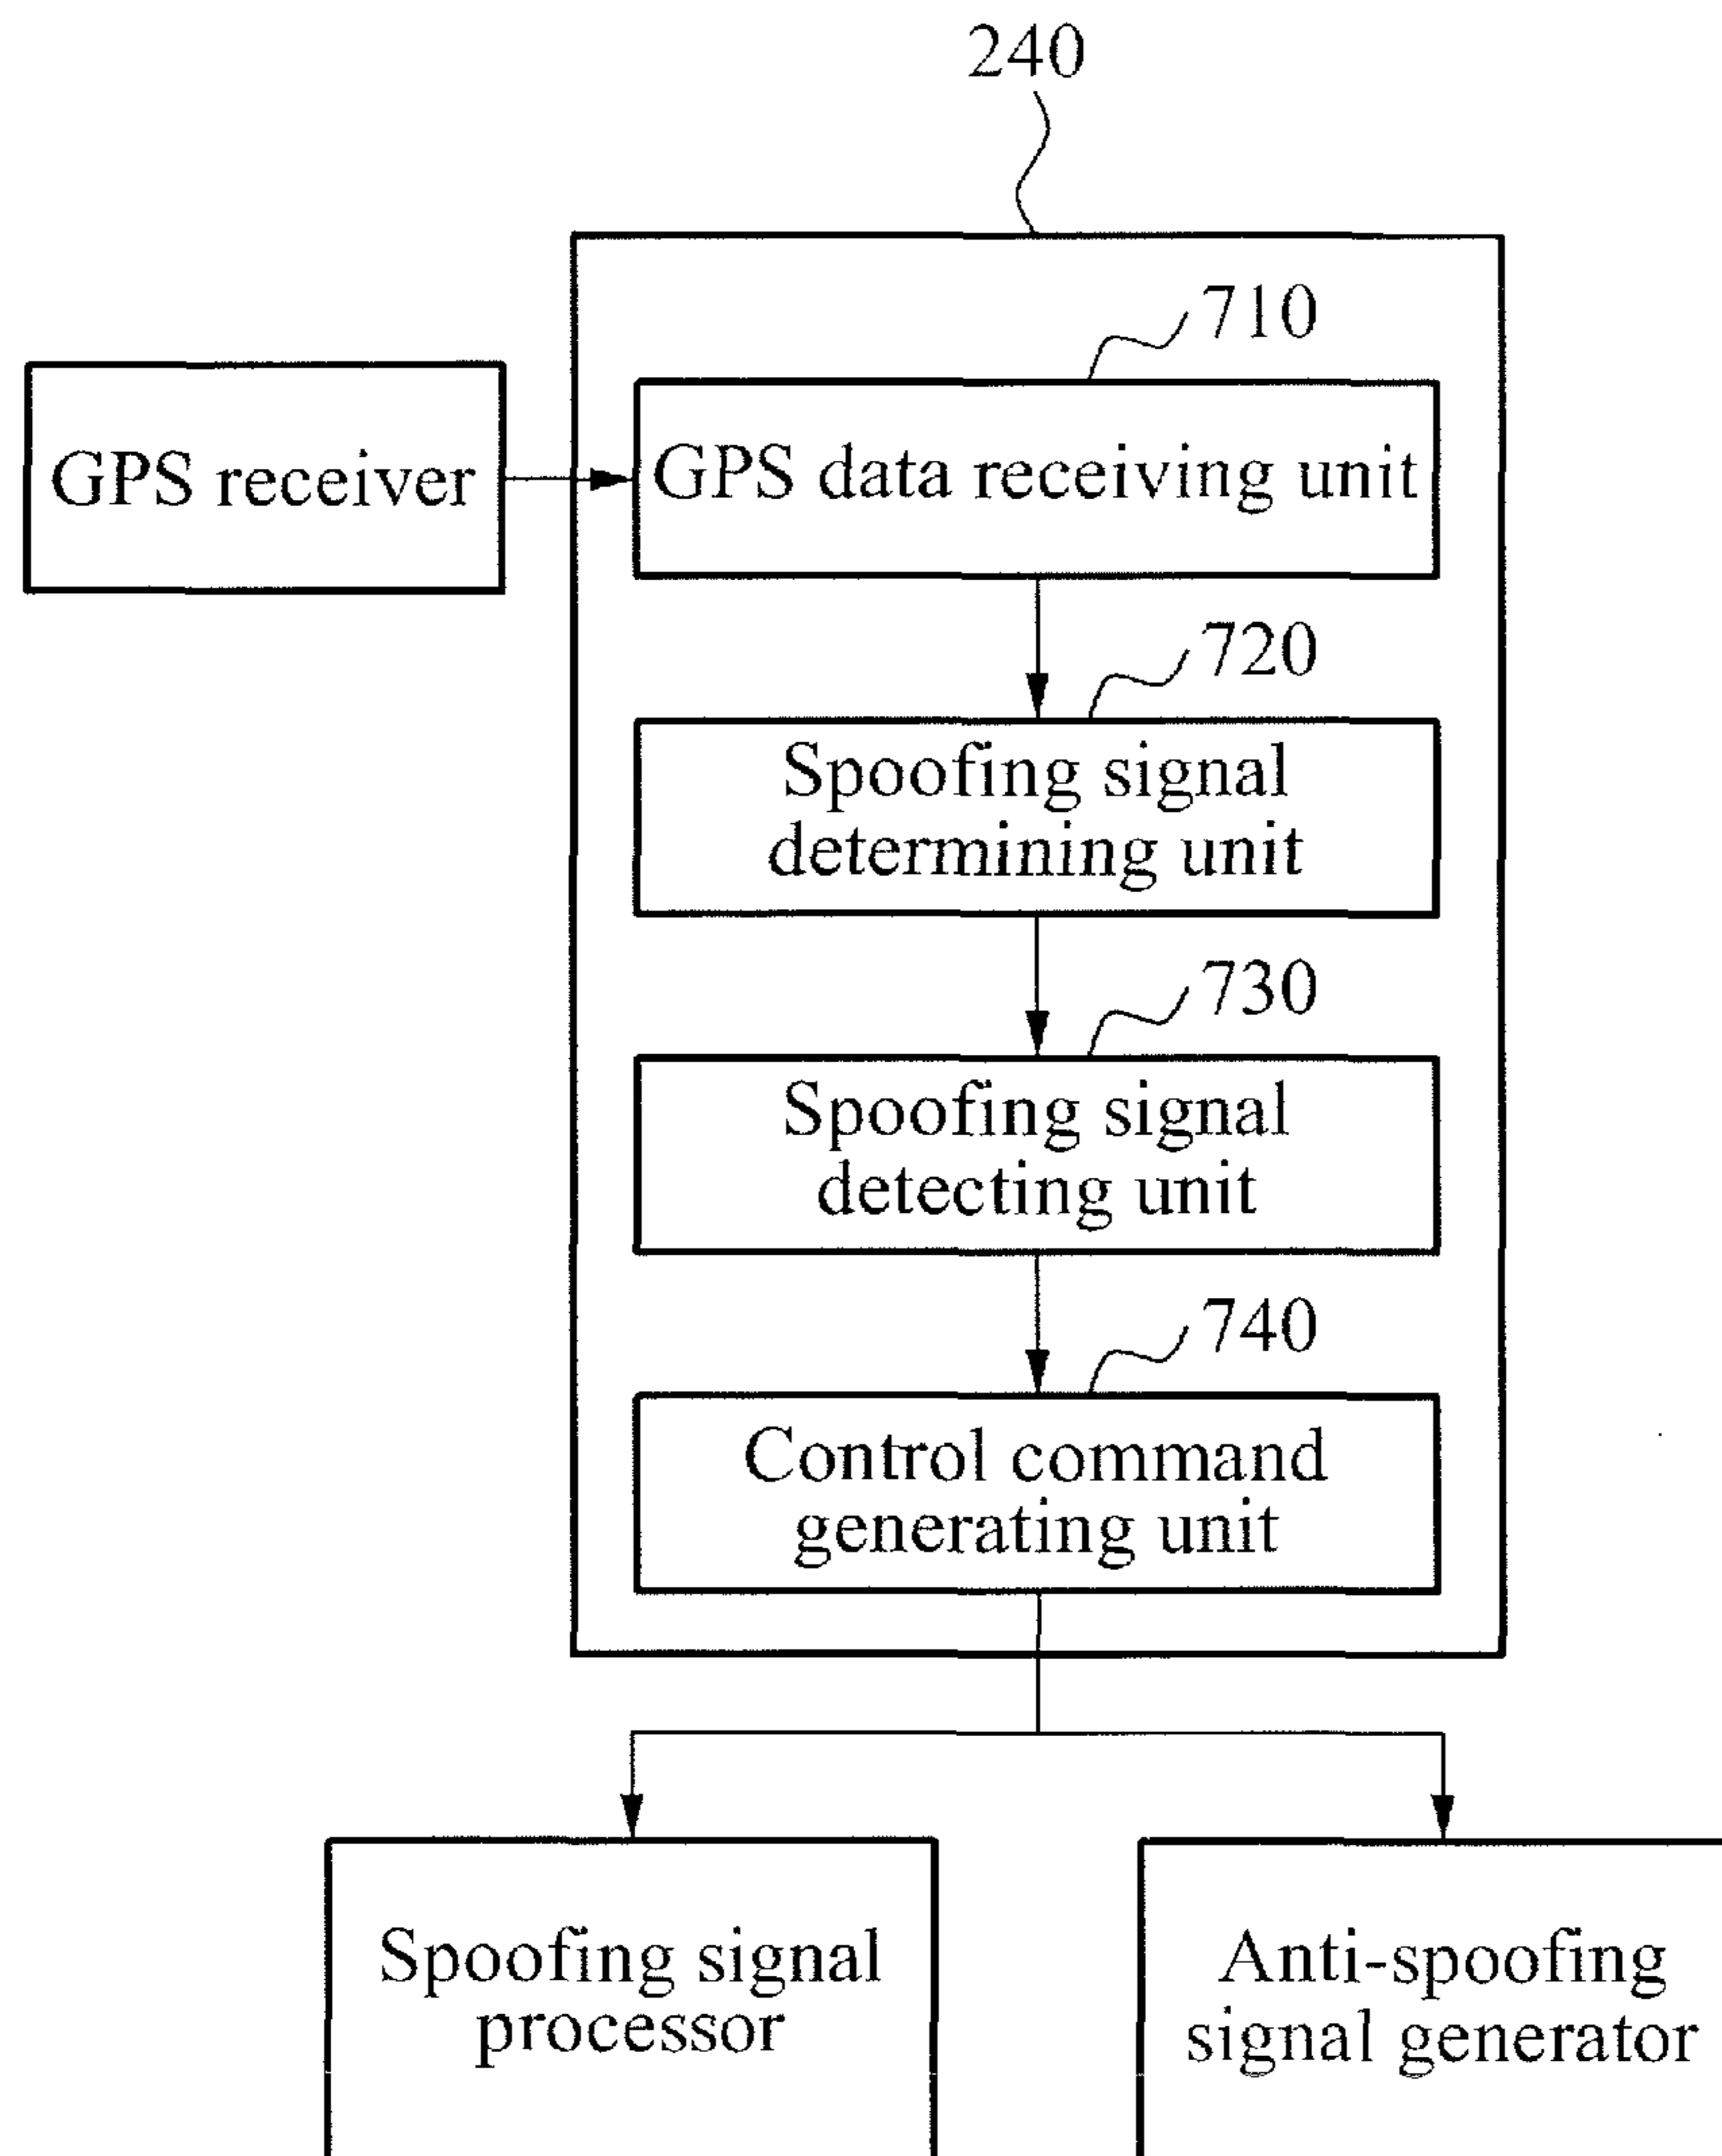 240
710
GPS receiver
GPS data receiving unit
720
Spoofing signal
determining unit
730
Spoofing signal
detecting unit
740
Control command
generating unit
Spoofing signal
processor
Anti-spoofing
signal generator